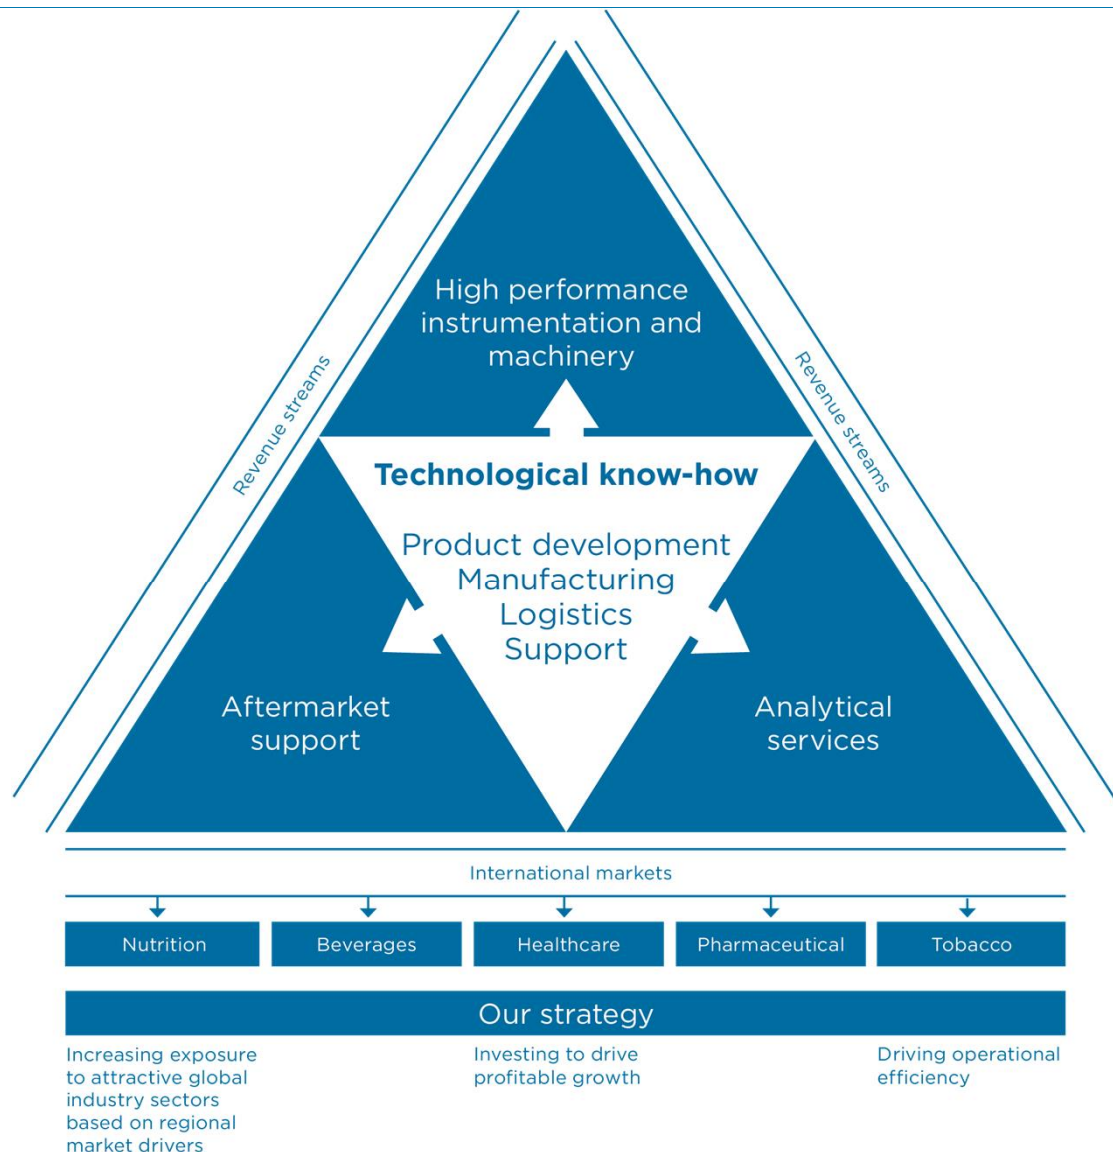 High performance
instrumentation and
machinery
Revenue streams
Revenue streams
Technological know-how
Product development
Manufacturing
Logistics
Support
Aftermarket
support
Analytical
services
International markets
Nutrition
Beverages
Healthcare
Pharmaceutical
Tobacco
Our strategy
Increasing exposure
to attractive global
industry sectors
based on regional
market drivers
Investing to drive
profitable growth
Driving operational
efficiency